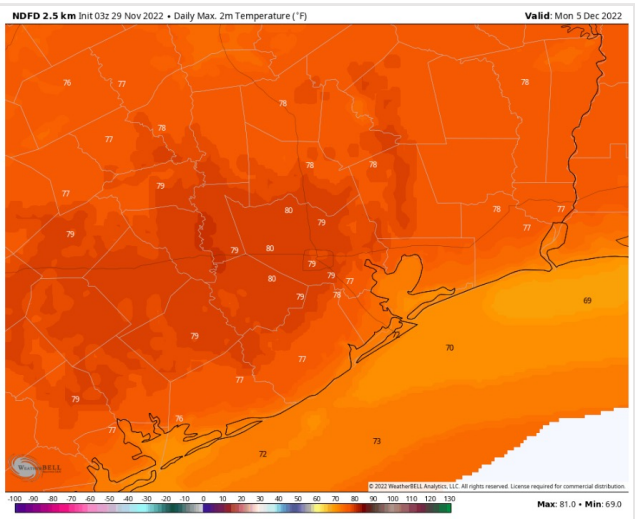 NDFD 2.5 km Init 03z 29 Nov 2022 • Daily Max. 2m Temperature (°F) Valid: Mon 5 Dec 2022
76 77 78
78
78
77
78 78
79
77 80 78 77
79 79 77
79 80
79
80 79 77
79 78
69
79 72
70
77
77
79
76
77 73
72
WeatherBELL
© 2022 WeatherBELL Analytics, LLC. All rights reserved. License required for commercial distribution.
-100 -90 -80 -70 -60 -50 -40 -30 -20 -10 0 10 20 30 40 50 60 70 80 90 100 110 120 130
Max: 81.0 • Min: 69.0